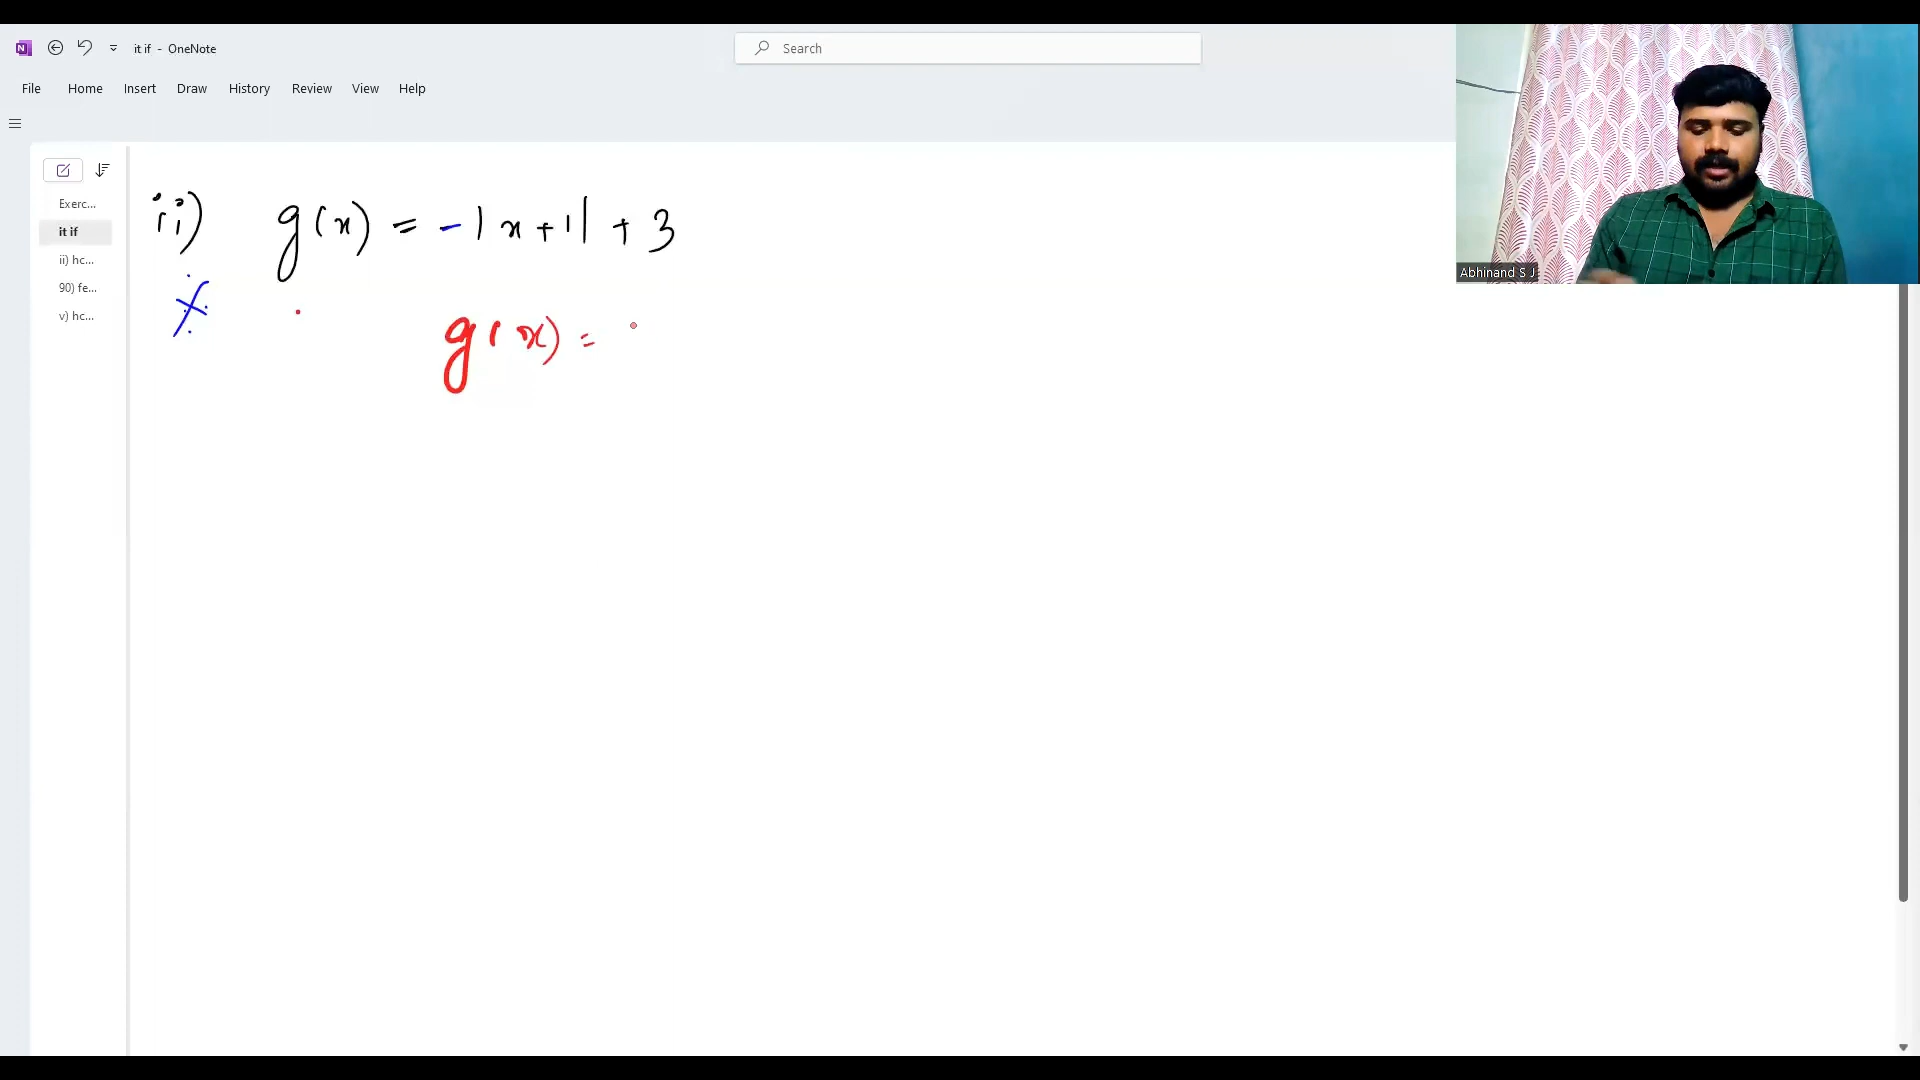 it if - OneNote
Search
File Home Insert Draw History Review View Help
Exerc...
it if
ii) hc...
90) fe...
v) hc...
ii) g(x) = -|x+1| + 3
g(x) =
Abhinand S J